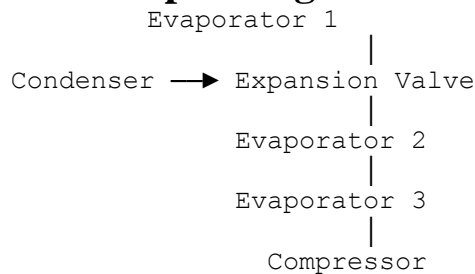 Evaporator 1
Condenser ──► Expansion Valve
Evaporator 2
Evaporator 3
Compressor